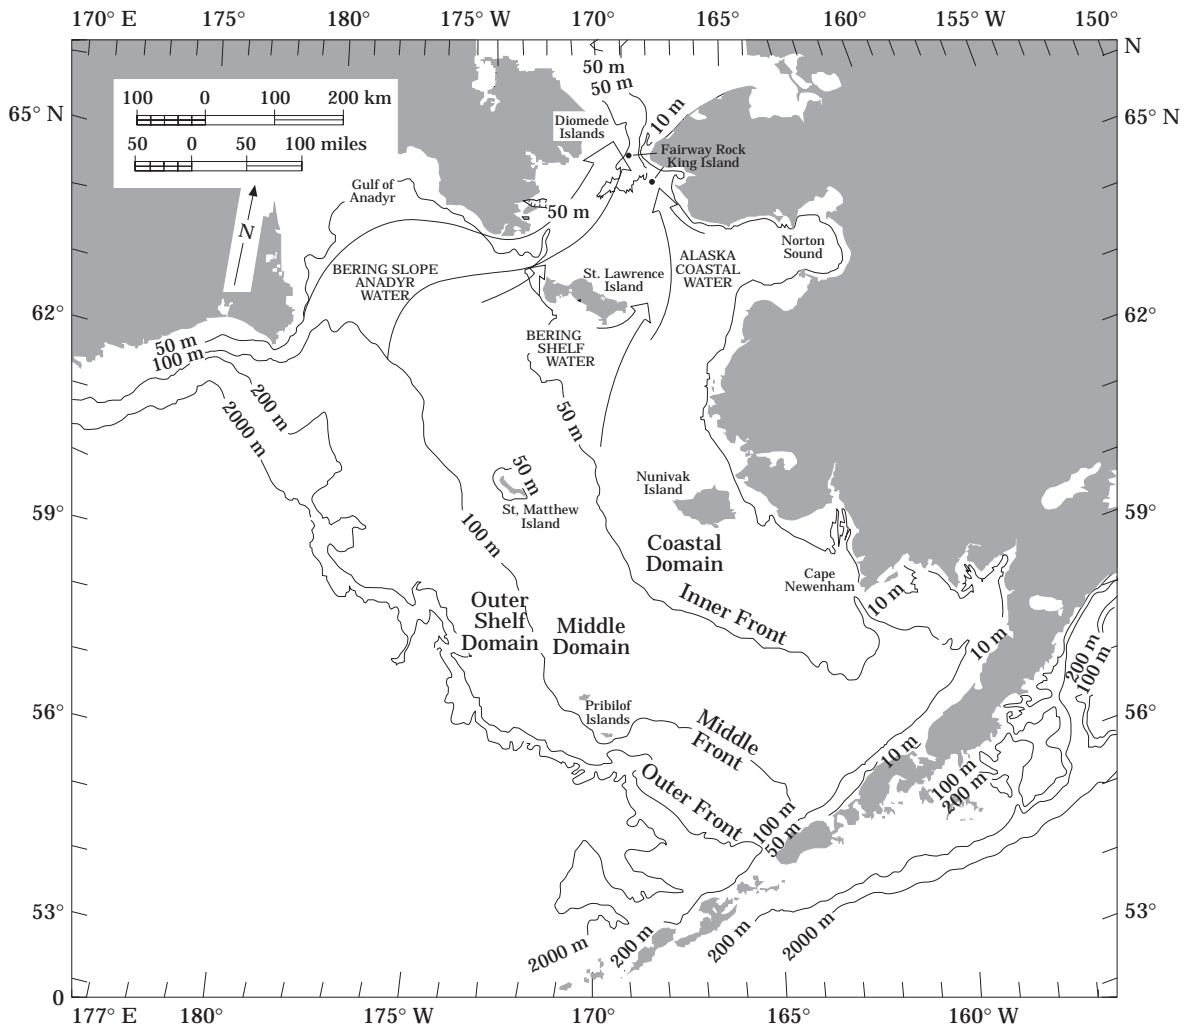 170° E
175°
180°
175° W
170°
165°
160°
155° W
150°
N
65° N
65° N
100 0 100 200 km
50 0 50 100 miles
N
50 m
50 m
10 m
Diomede
Islands
Fairway Rock
King Island
Gulf of
Anadyr
50 m
Norton
Sound
ALASKA
COASTAL
WATER
BERING SLOPE
ANADYR
WATER
St. Lawrence
Island
62°
62°
BERING
SHELF
WATER
50 m
100 m
200 m
2000 m
50 m
50 m
St, Matthew
Island
Nunivak
Island
59°
59°
100 m
Coastal
Domain
Cape
Newenham
10 m
Inner Front
Outer
Shelf
Domain
Middle
Domain
10 m
200 m
100 m
Pribilof
Islands
56°
56°
Middle
Front
10 m
Outer Front
100 m
200 m
100 m
50 m
53°
53°
2000 m
200 m
200 m
2000 m
0
177° E
180°
175° W
170°
165°
160° W